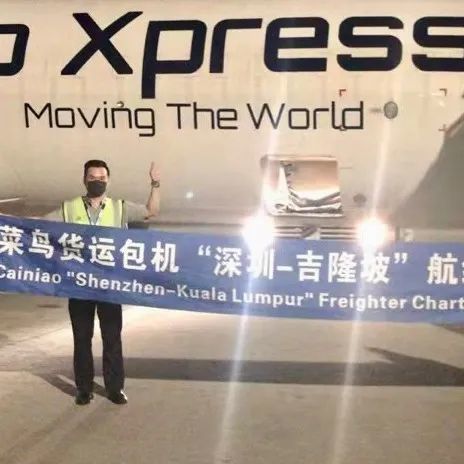 o Xpress
Moving The World
菜鸟货运包机“深圳-吉隆坡”航
Cainiao "Shenzhen-Kuala Lumpur" Freighter Chart